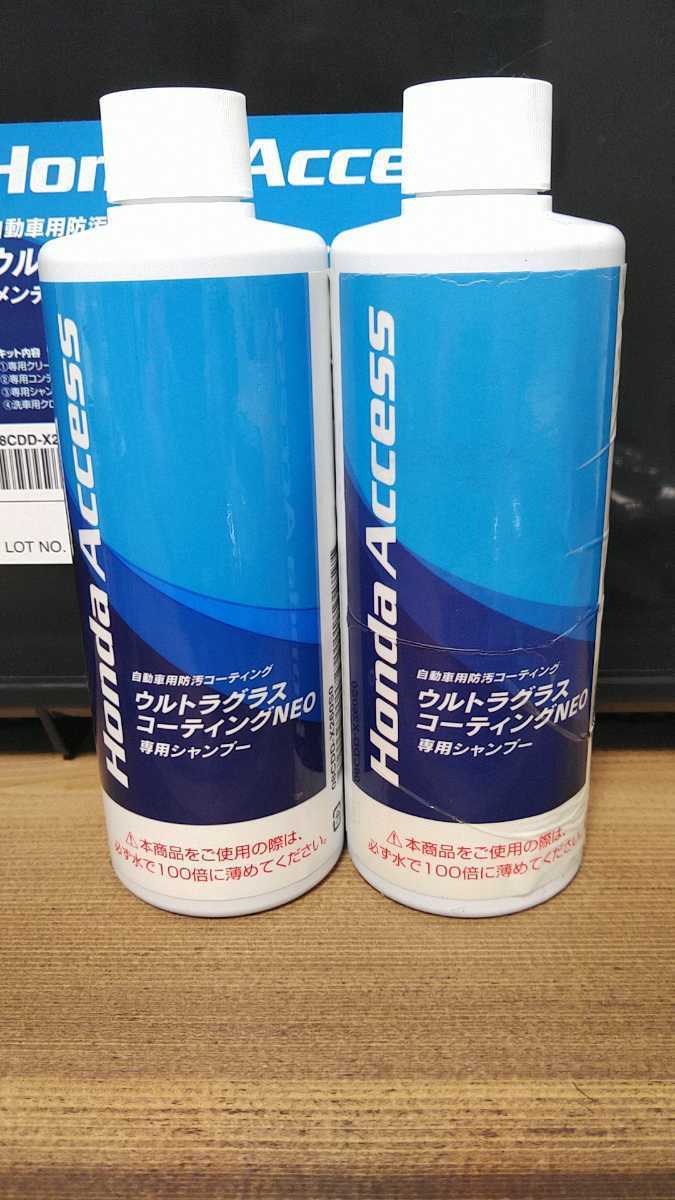 Honda Acce
自動車用防汚
ウル
メンテ
キット内容
①専用クリー
②専用コンデ
③専用シャン
④洗車用クロ
8CDD-X2
LOT NO.
Honda Access
自動車用防汚コーティング
ウルトラグラス
コーティングNEO
専用シャンプー
⚠本商品をご使用の際は、
必ず水で100倍に薄めてください。
08CDD-X260S0
Honda Access
自動車用防汚コーティング
ウルトラグラス
コーティングNEO
専用シャンプー
⚠本商品をご使用の際は、
必ず水で100倍に薄めてください。